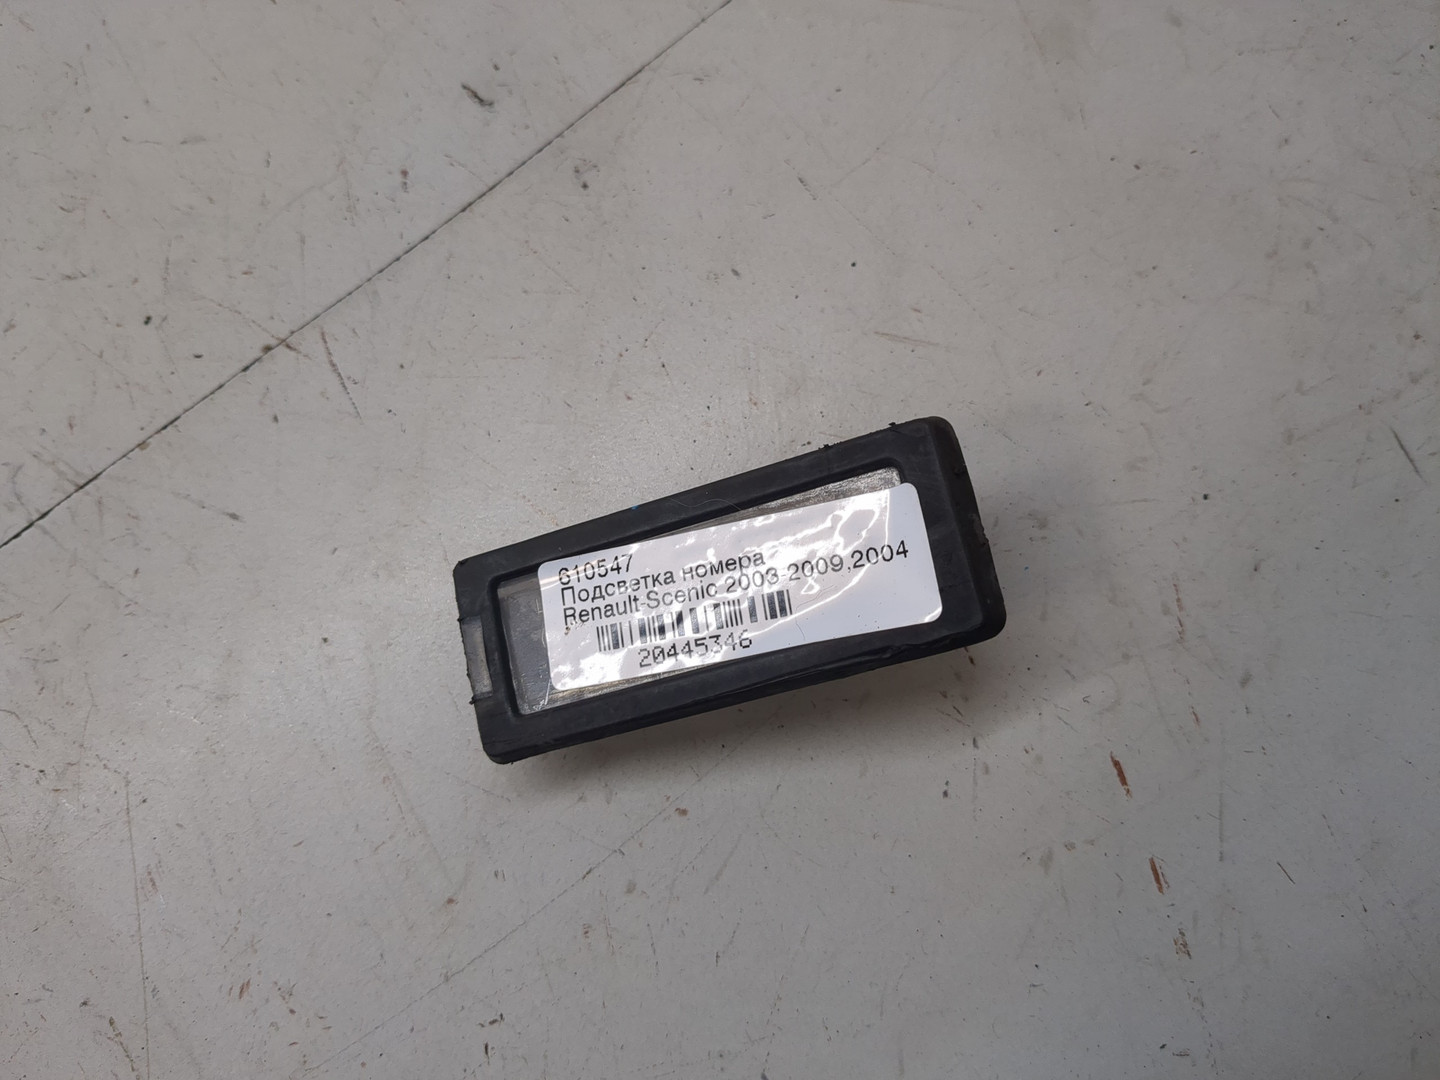 610547
Подсветка номера
Renault-Scenic 2003-2009,2004
20445346